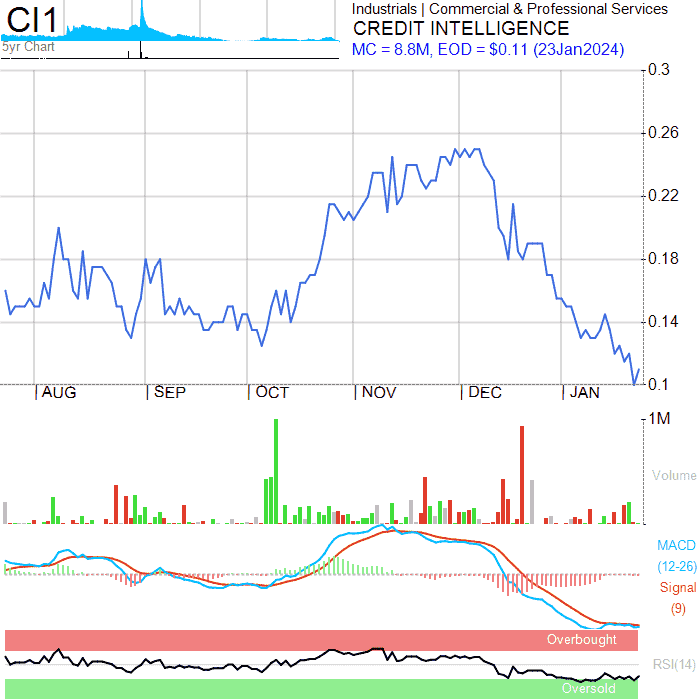 CI1
5yr Chart
Industrials | Commercial & Professional Services
CREDIT INTELLIGENCE
MC = 8.8M, EOD = $0.11 (23Jan2024)
0.3
0.26
0.22
0.18
0.14
0.1
AUG SEP OCT NOV DEC JAN
1M
Volume
MACD
(12-26)
Signal
(9)
Overbought
RSI(14)
Oversold